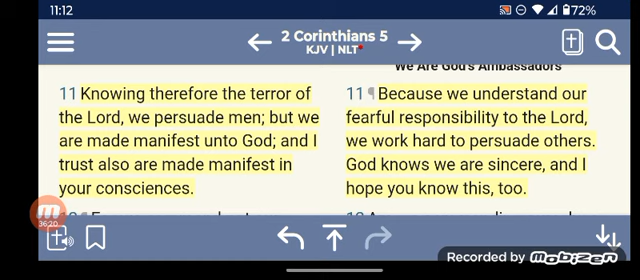 11:12
72%
2 Corinthians 5
KJV | NLT
We Are God's Ambassadors
11 Knowing therefore the terror of
the Lord, we persuade men; but we
are made manifest unto God; and I
trust also are made manifest in
your consciences.
11 ¶ Because we understand our
fearful responsibility to the Lord,
we work hard to persuade others.
God knows we are sincere, and I
hope you know this, too.
36:20
Recorded by Mobizen